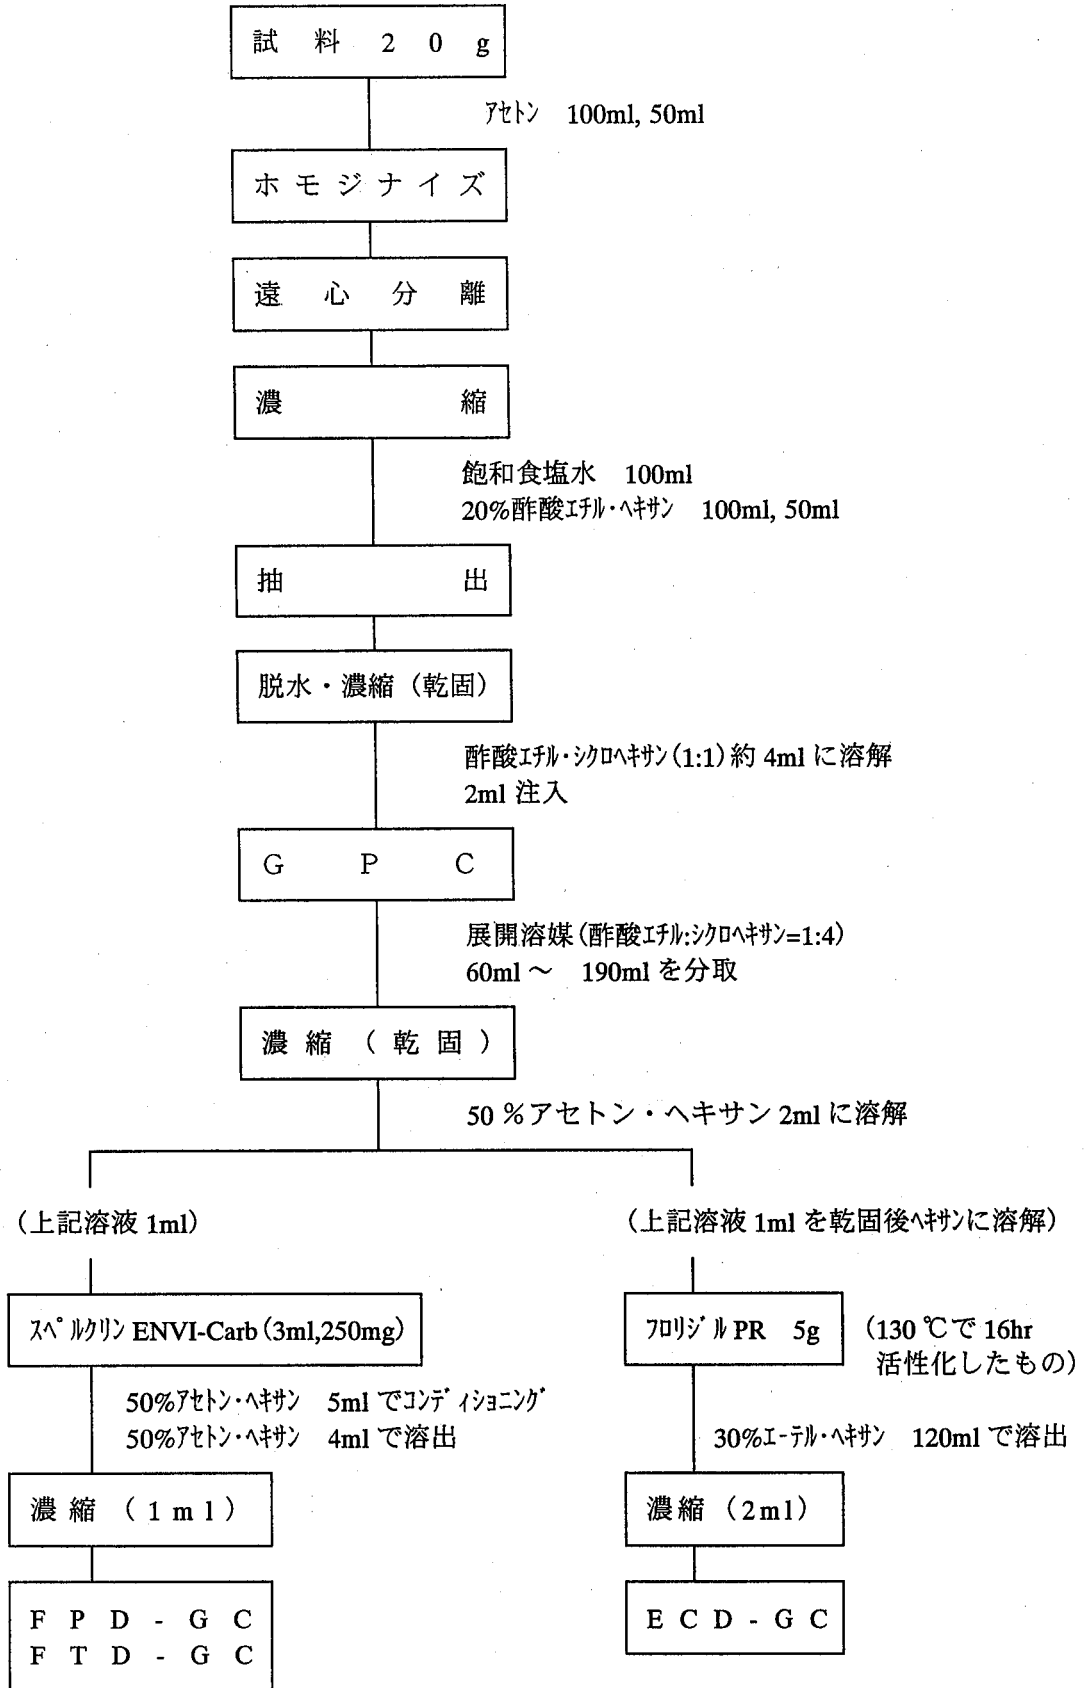 試料20g
ｱｾﾄﾝ 100ml, 50ml
ホモジナイズ
遠心分離
濃縮
飽和食塩水 100ml
20%酢酸ｴﾁﾙ・ﾍｷｻﾝ 100ml, 50ml
抽出
脱水・濃縮（乾固）
酢酸ｴﾁﾙ・ｼｸﾛﾍｷｻﾝ(1:1)約 4ml に溶解
2ml 注入
GPC
展開溶媒(酢酸ｴﾁﾙ:ｼｸﾛﾍｷｻﾝ=1:4)
60ml～ 190ml を分取
濃縮（乾固）
50％アセトン・ヘキサン 2ml に溶解
（上記溶液 1ml）
（上記溶液 1ml を乾固後ﾍｷｻﾝに溶解）
ｽﾍﾟﾙｸﾘﾝ ENVI-Carb(3ml,250mg)
ﾌﾛﾘｼﾞﾙ PR 5g
（130℃で 16hr
活性化したもの）
50%ｱｾﾄﾝ・ﾍｷｻﾝ 5ml でｺﾝﾃﾞｨｼｮﾆﾝｸﾞ
50%ｱｾﾄﾝ・ﾍｷｻﾝ 4ml で溶出
30%ｴｰﾃﾙ・ﾍｷｻﾝ 120ml で溶出
濃縮（1ml）
濃縮（2ml）
FPD-GC
FTD-GC
ECD-GC